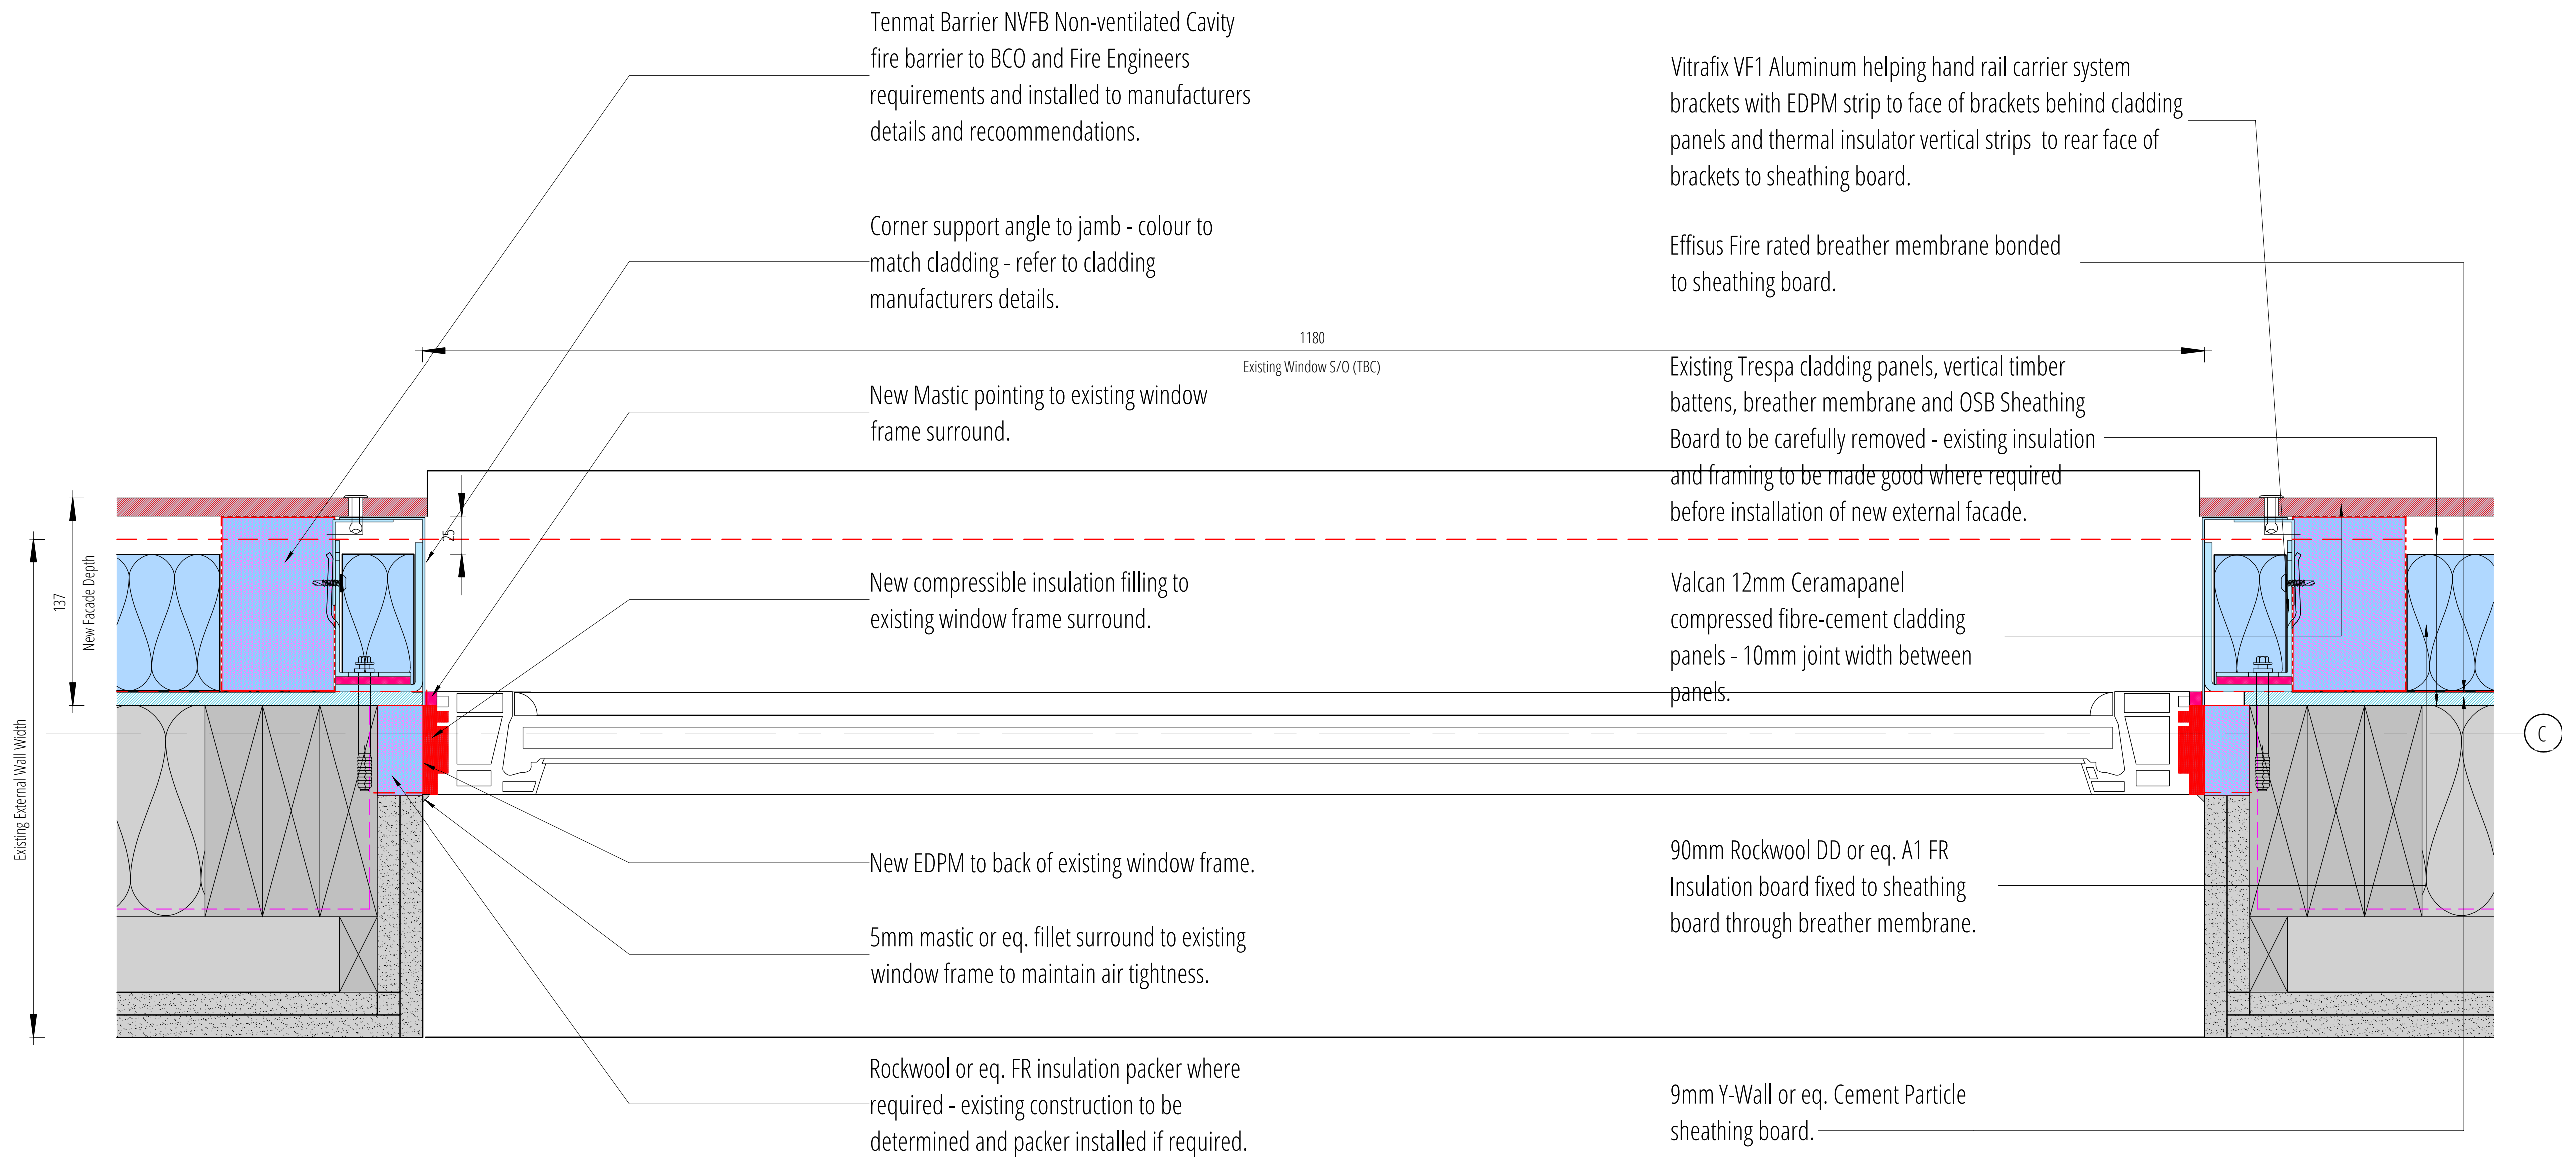 Tenmat Barrier NVFB Non-ventilated Cavity
fire barrier to BCO and Fire Engineers
requirements and installed to manufacturers
details and recoommendations.
Corner support angle to jamb - colour to
match cladding - refer to cladding
manufacturers details.
New Mastic pointing to existing window
frame surround.
New compressible insulation filling to
existing window frame surround.
New EDPM to back of existing window frame.
5mm mastic or eq. fillet surround to existing
window frame to maintain air tightness.
Rockwool or eq. FR insulation packer where
required - existing construction to be
determined and packer installed if required.
Vitrafix VF1 Aluminum helping hand rail carrier system
brackets with EDPM strip to face of brackets behind cladding
panels and thermal insulator vertical strips to rear face of
brackets to sheathing board.
Effisus Fire rated breather membrane bonded
to sheathing board.
Existing Trespa cladding panels, vertical timber
battens, breather membrane and OSB Sheathing
Board to be carefully removed - existing insulation
and framing to be made good where required
before installation of new external facade.
Valcan 12mm Ceramapanel
compressed fibre-cement cladding
panels - 10mm joint width between
panels.
90mm Rockwool DD or eq. A1 FR
Insulation board fixed to sheathing
board through breather membrane.
9mm Y-Wall or eq. Cement Particle
sheathing board.
1180
Existing Window S/O (TBC)
25
137
New Facade Depth
Existing External Wall Width
C